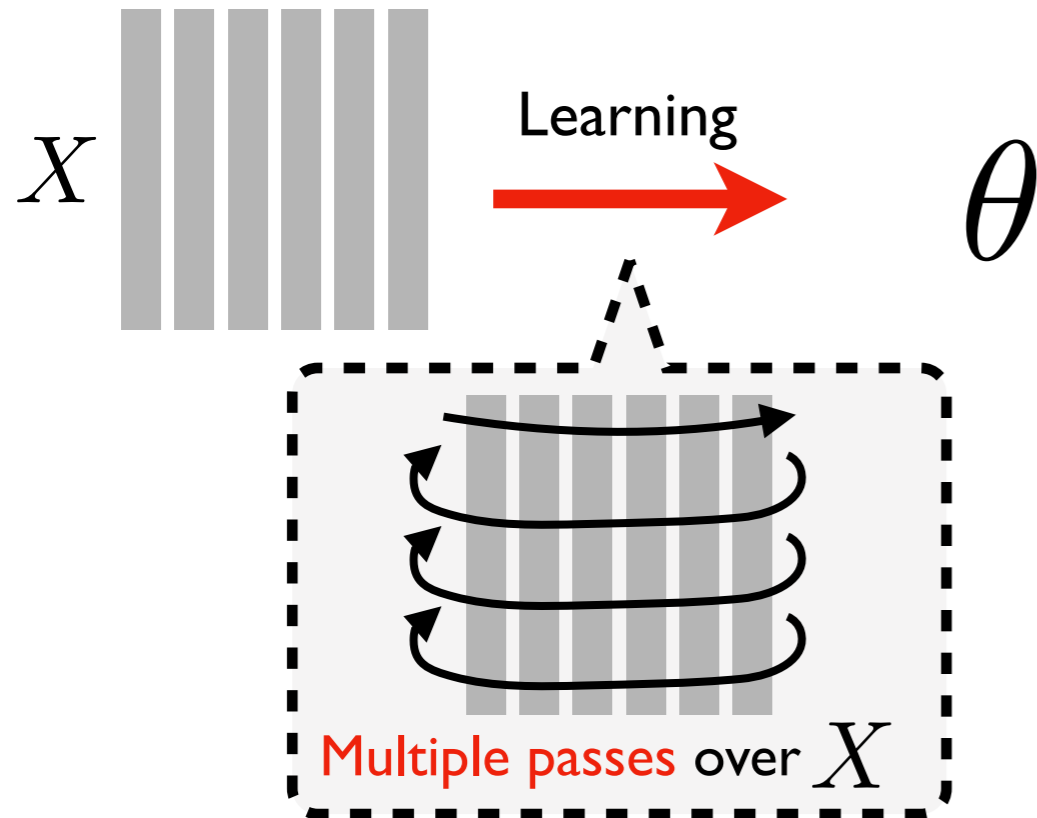 Learning
X
θ
Multiple passes over X